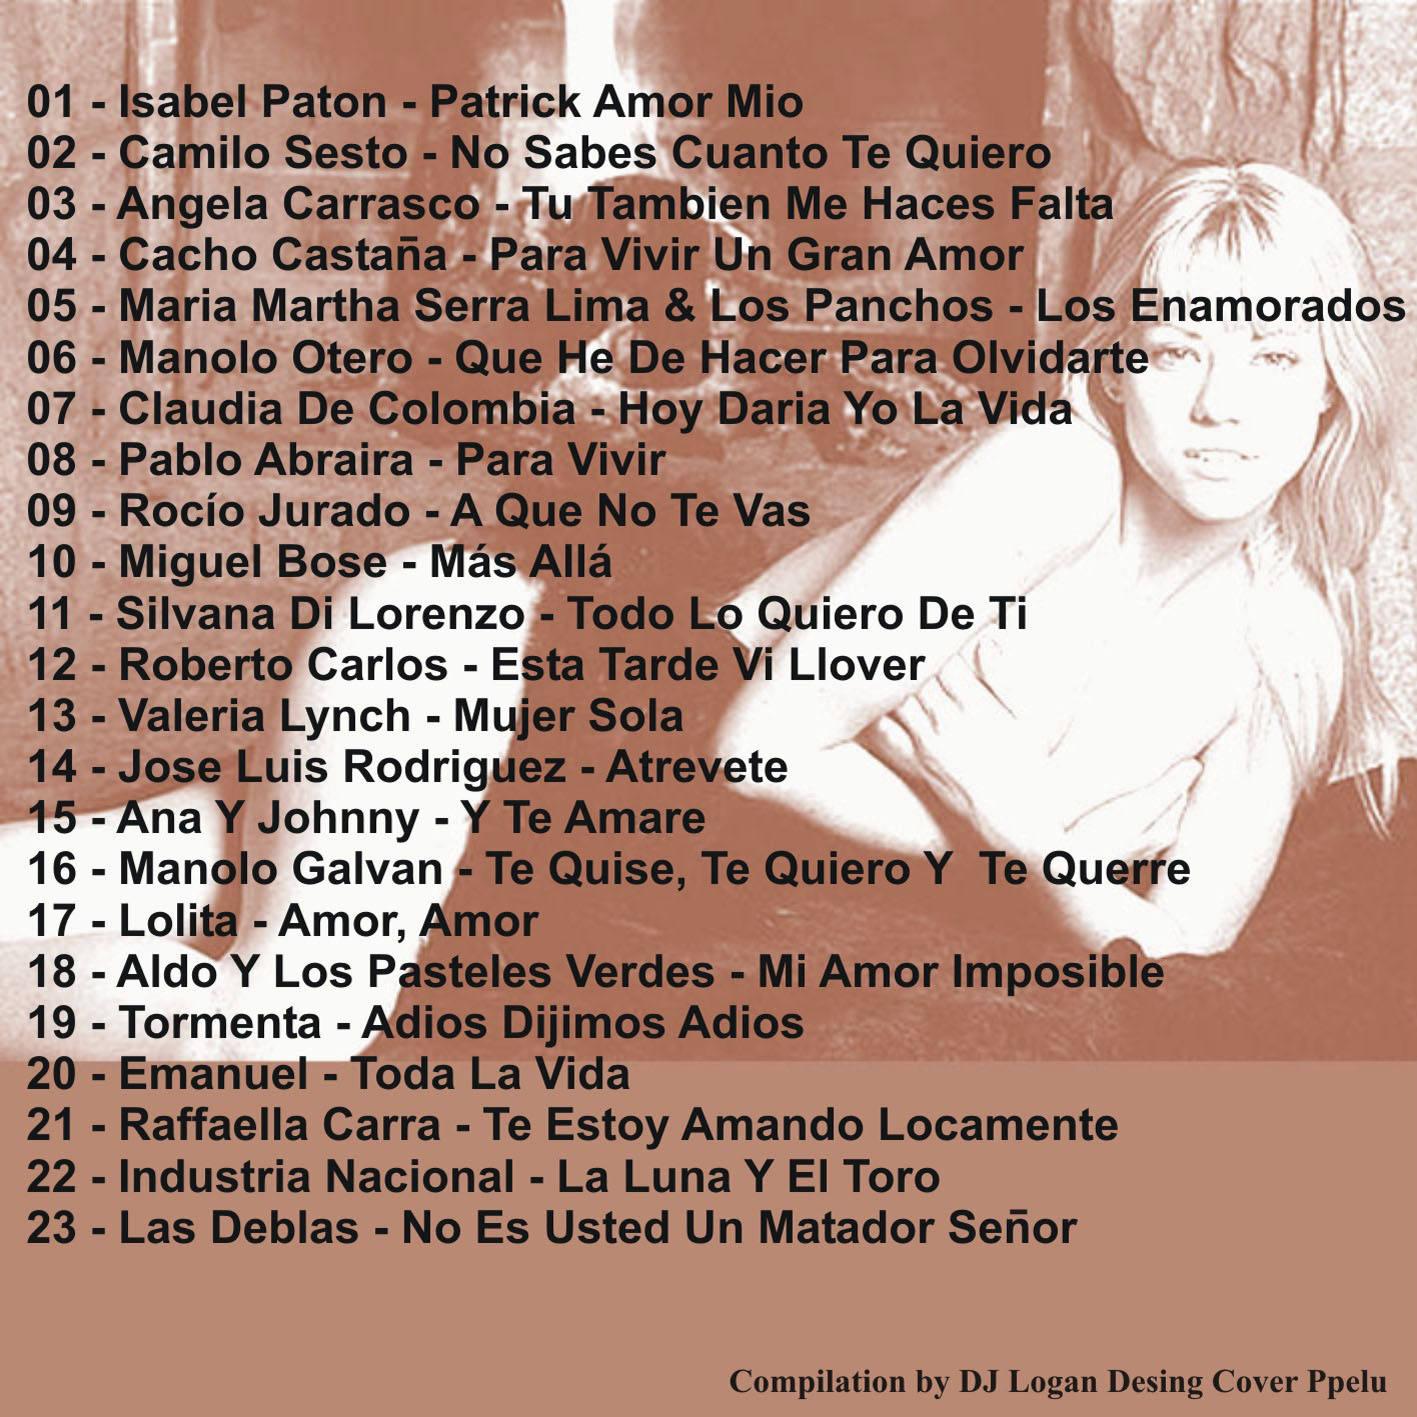 01 - Isabel Paton - Patrick Amor Mio
02 - Camilo Sesto - No Sabes Cuanto Te Quiero
03 - Angela Carrasco - Tu Tambien Me Haces Falta
04 - Cacho Castaña - Para Vivir Un Gran Amor
05 - Maria Martha Serra Lima & Los Panchos - Los Enamorados
06 - Manolo Otero - Que He De Hacer Para Olvidarte
07 - Claudia De Colombia - Hoy Daria Yo La Vida
08 - Pablo Abraira - Para Vivir
09 - Rocío Jurado - A Que No Te Vas
10 - Miguel Bose - Más Allá
11 - Silvana Di Lorenzo - Todo Lo Quiero De Ti
12 - Roberto Carlos - Esta Tarde Vi Llover
13 - Valeria Lynch - Mujer Sola
14 - Jose Luis Rodriguez - Atrevete
15 - Ana Y Johnny - Y Te Amare
16 - Manolo Galvan - Te Quise, Te Quiero Y  Te Querre
17 - Lolita - Amor, Amor
18 - Aldo Y Los Pasteles Verdes - Mi Amor Imposible
19 - Tormenta - Adios Dijimos Adios
20 - Emanuel - Toda La Vida
21 - Raffaella Carra - Te Estoy Amando Locamente
22 - Industria Nacional - La Luna Y El Toro
23 - Las Deblas - No Es Usted Un Matador Señor
Compilation by DJ Logan Desing Cover Ppelu